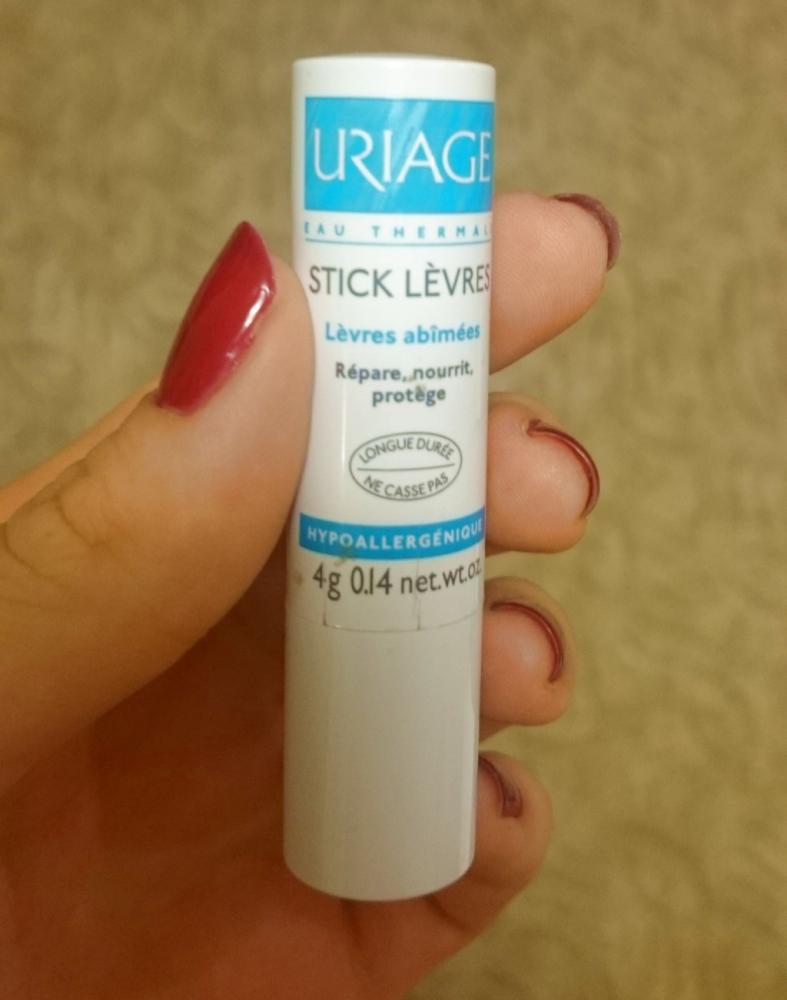 URIAGE
EAU THERMAL
STICK LÈVRES
Lèvres abîmées
Répare, nourrit,
protège
LONGUE DURÉE
NE CASSE PAS
HYPOALLERGÉNIQUE
4g 0.14 net.wt.oz.